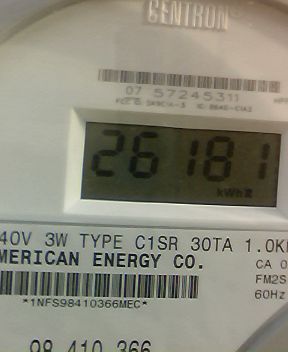 CENTRON®
07 57245311
26181
kWh
40V 3W TYPE C1SR 30TA 1.0K
MERICAN ENERGY CO.
CA 0
FM2S
60Hz
*1NFS98410366MEC*
98 410 366